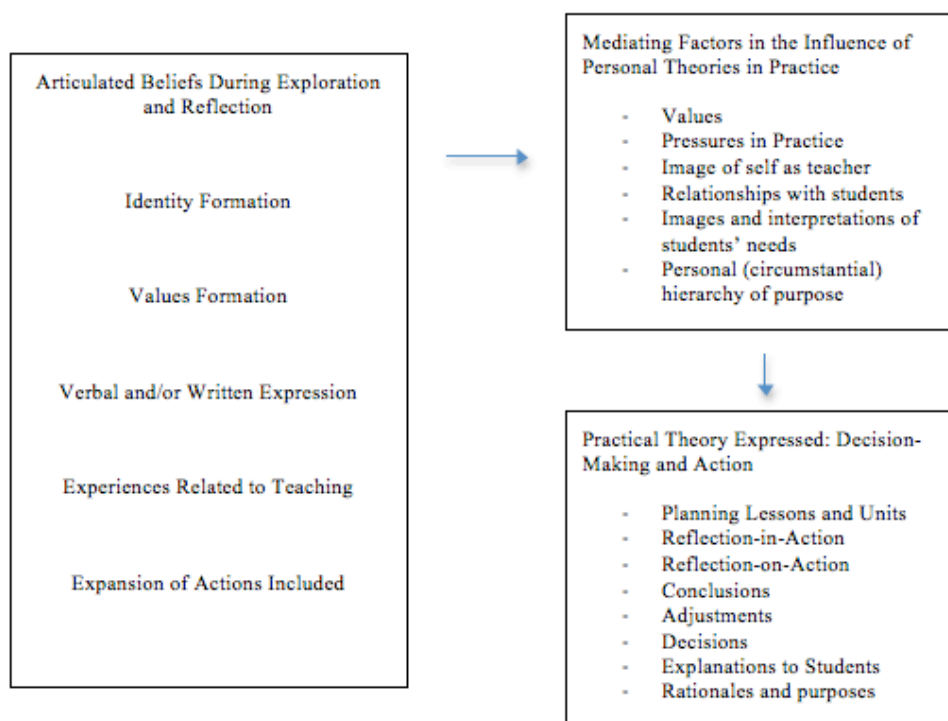 Articulated Beliefs During Exploration
and Reflection
Identity Formation
Values Formation
Verbal and/or Written Expression
Experiences Related to Teaching
Expansion of Actions Included
Mediating Factors in the Influence of
Personal Theories in Practice
- Values
- Pressures in Practice
- Image of self as teacher
- Relationships with students
- Images and interpretations of
students’ needs
- Personal (circumstantial)
hierarchy of purpose
Practical Theory Expressed: Decision-
Making and Action
- Planning Lessons and Units
- Reflection-in-Action
- Reflection-on-Action
- Conclusions
- Adjustments
- Decisions
- Explanations to Students
- Rationales and purposes